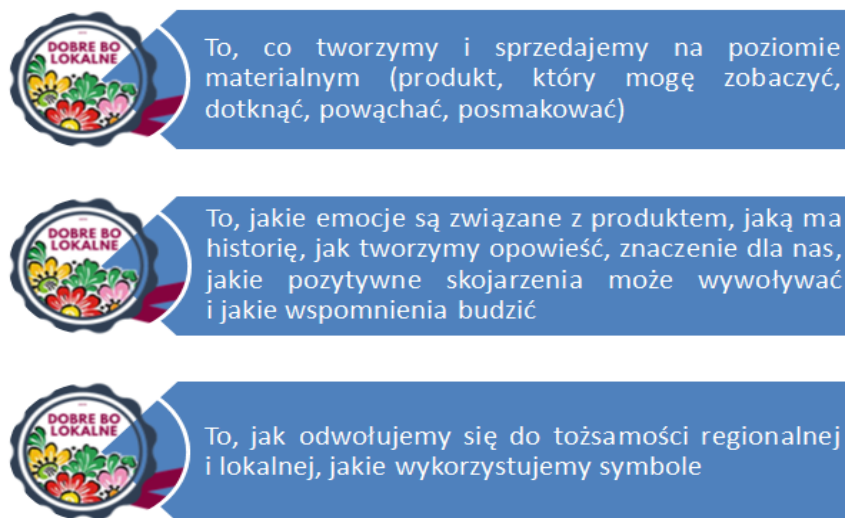 DOBRE BO
LOKALNE
To, co tworzymy i sprzedajemy na poziomie
materialnym (produkt, który mogę zobaczyć,
dotknąć, powąchać, posmakować)
DOBRE BO
LOKALNE
To, jakie emocje są związane z produktem, jaką ma
historię, jak tworzymy opowieść, znaczenie dla nas,
jakie pozytywne skojarzenia może wywoływać
i jakie wspomnienia budzić
DOBRE BO
LOKALNE
To, jak odwołujemy się do tożsamości regionalnej
i lokalnej, jakie wykorzystujemy symbole